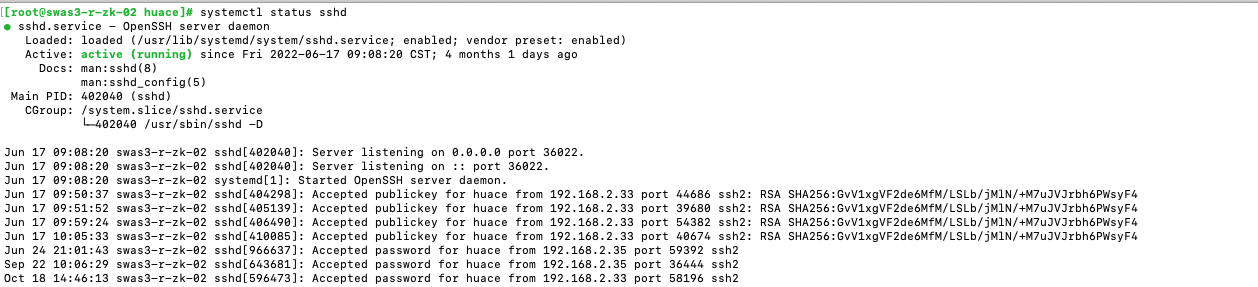 [[root@swas3-r-zk-02 huace]# systemctl status sshd
● sshd.service - OpenSSH server daemon
Loaded: loaded (/usr/lib/systemd/system/sshd.service; enabled; vendor preset: enabled)
Active: active (running) since Fri 2022-06-17 09:08:20 CST; 4 months 1 days ago
Docs: man:sshd(8)
man:sshd_config(5)
Main PID: 402040 (sshd)
CGroup: /system.slice/sshd.service
└─402040 /usr/sbin/sshd -D

Jun 17 09:08:20 swas3-r-zk-02 sshd[402040]: Server listening on 0.0.0.0 port 36022.
Jun 17 09:08:20 swas3-r-zk-02 sshd[402040]: Server listening on :: port 36022.
Jun 17 09:08:20 swas3-r-zk-02 systemd[1]: Started OpenSSH server daemon.
Jun 17 09:50:37 swas3-r-zk-02 sshd[404298]: Accepted publickey for huace from 192.168.2.33 port 44686 ssh2: RSA SHA256:GvV1xgVF2de6MfM/LSLb/jMlN/+M7uJVJrbh6PWsyF4
Jun 17 09:51:52 swas3-r-zk-02 sshd[405139]: Accepted publickey for huace from 192.168.2.33 port 39680 ssh2: RSA SHA256:GvV1xgVF2de6MfM/LSLb/jMlN/+M7uJVJrbh6PWsyF4
Jun 17 09:59:24 swas3-r-zk-02 sshd[406490]: Accepted publickey for huace from 192.168.2.33 port 54382 ssh2: RSA SHA256:GvV1xgVF2de6MfM/LSLb/jMlN/+M7uJVJrbh6PWsyF4
Jun 17 10:05:33 swas3-r-zk-02 sshd[410085]: Accepted publickey for huace from 192.168.2.33 port 40674 ssh2: RSA SHA256:GvV1xgVF2de6MfM/LSLb/jMlN/+M7uJVJrbh6PWsyF4
Jun 24 21:01:43 swas3-r-zk-02 sshd[966637]: Accepted password for huace from 192.168.2.35 port 59392 ssh2
Sep 22 10:06:29 swas3-r-zk-02 sshd[643681]: Accepted password for huace from 192.168.2.35 port 36444 ssh2
Oct 18 14:46:13 swas3-r-zk-02 sshd[596473]: Accepted password for huace from 192.168.2.33 port 58196 ssh2